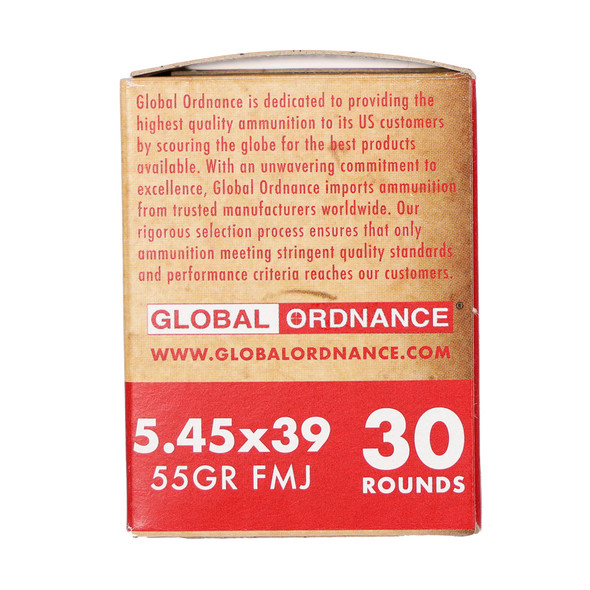 Global Ordnance is dedicated to providing the
highest quality ammunition to its US customers
by scouring the globe for the best products
available. With an unwavering commitment to
excellence, Global Ordnance imports ammunition
from trusted manufacturers worldwide. Our
rigorous selection process ensures that only
ammunition meeting stringent quality standards
and performance criteria reaches our customers.
GLOBAL ORDNANCE®
WWW.GLOBALORDNANCE.COM
5.45x39
55GR FMJ
30
ROUNDS